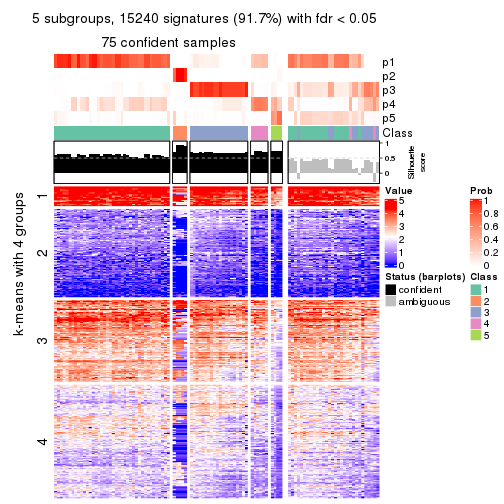 5 subgroups, 15240 signatures (91.7%) with fdr < 0.05
75 confident samples
p1
p2
p3
p4
p5
Class
1
0.5
0
Silhouette
score
k-means with 4 groups
1
2
3
4
Value
5
4
3
2
1
0
Prob
1
0.8
0.6
0.4
0.2
0
Status (barplots)
confident
ambiguous
Class
1
2
3
4
5